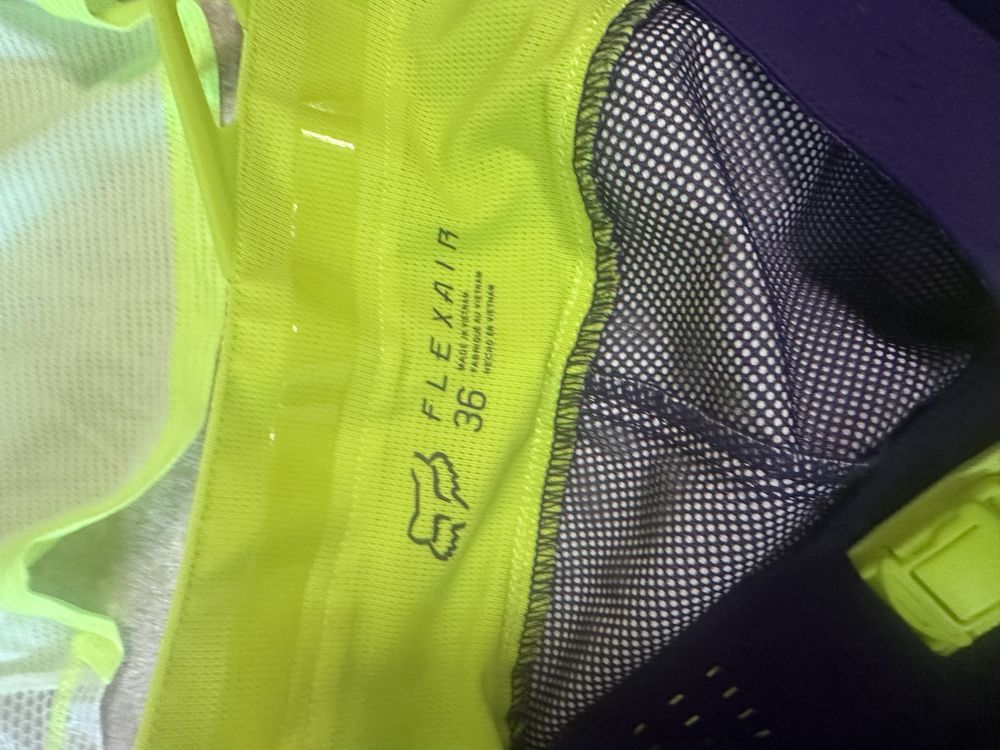 FLEXAIR
36
MADE IN VIETNAM
FABRIQUÉ AU VIETNAM
HECHO EN VIETNAM